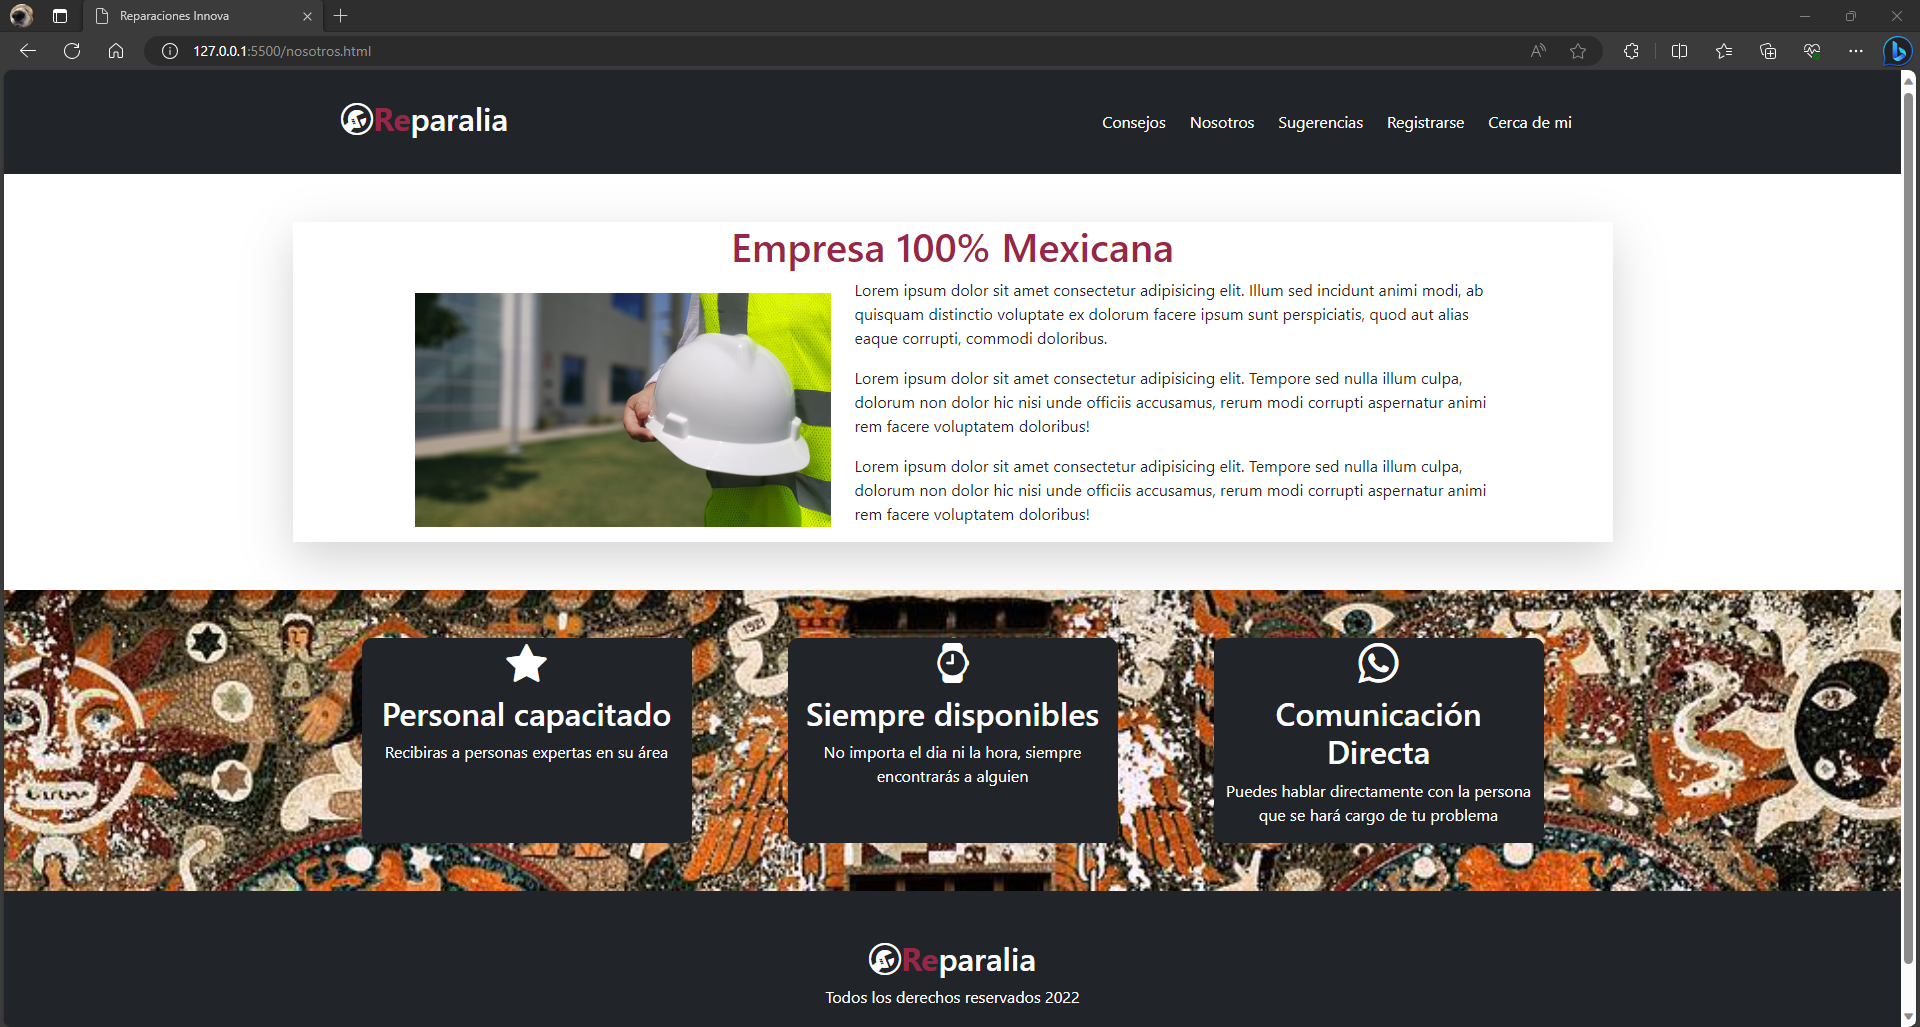 Reparaciones Innova
127.0.0.1:5500/nosotros.html
Reparalia
Consejos Nosotros Sugerencias Registrarse Cerca de mi
Empresa 100% Mexicana
Lorem ipsum dolor sit amet consectetur adipisicing elit. Illum sed incidunt animi modi, ab
quisquam distinctio voluptate ex dolorum facere ipsum sunt perspiciatis, quod aut alias
eaque corrupti, commodi doloribus.
Lorem ipsum dolor sit amet consectetur adipisicing elit. Tempore sed nulla illum culpa,
dolorum non dolor hic nisi unde officiis accusamus, rerum modi corrupti aspernatur animi
rem facere voluptatem doloribus!
Lorem ipsum dolor sit amet consectetur adipisicing elit. Tempore sed nulla illum culpa,
dolorum non dolor hic nisi unde officiis accusamus, rerum modi corrupti aspernatur animi
rem facere voluptatem doloribus!
1921
Personal capacitado
Recibiras a personas expertas en su área
Siempre disponibles
No importa el dia ni la hora, siempre
encontrarás a alguien
Comunicación
Directa
Puedes hablar directamente con la persona
que se hará cargo de tu problema
Reparalia
Todos los derechos reservados 2022